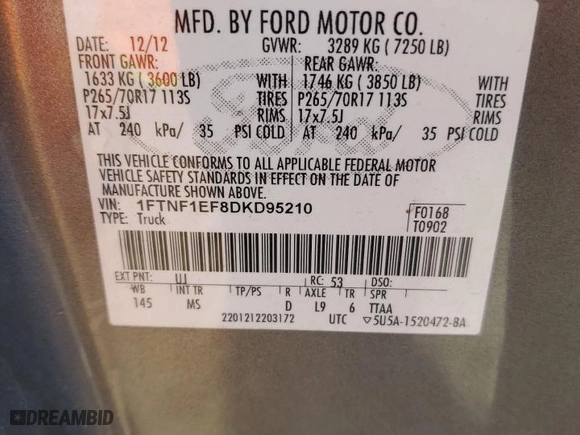 MFD. BY FORD MOTOR CO.
DATE: 12/12 GVWR: 3289 KG ( 7250 LB)
FRONT GAWR: REAR GAWR:
1633 KG ( 3600 LB) WITH 1746 KG ( 3850 LB) WITH
P265/70R17 113S TIRES P265/70R17 113S TIRES
17x7.5J RIMS 17x7.5J RIMS
AT 240 kPa/ 35 PSI COLD AT 240 kPa/ 35 PSI COLD
THIS VEHICLE CONFORMS TO ALL APPLICABLE FEDERAL MOTOR
VEHICLE SAFETY STANDARDS IN EFFECT ON THE DATE OF
MANUFACTURE SHOWN ABOVE.
VIN: 1FTNF1EF8DKD95210 F0168
TYPE: Truck T0902
EXT PNT: UJ RC: 53 DSO:
WB INT TR TP/PS R AXLE TR SPR
145 MS D L9 6 TTAA
2201212203172 UTC ▽5U5A-1520472-BA
DREAMBID